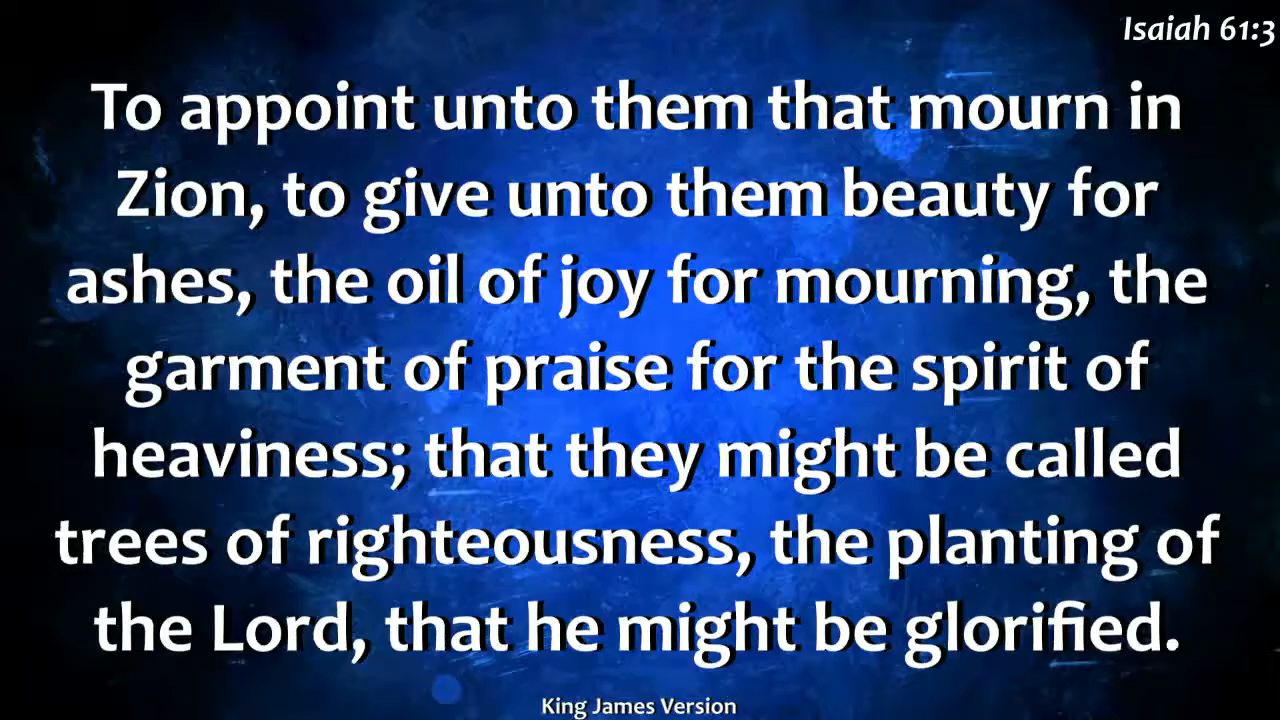 Isaiah 61:3
To appoint unto them that mourn in
Zion, to give unto them beauty for
ashes, the oil of joy for mourning, the
garment of praise for the spirit of
heaviness; that they might be called
trees of righteousness, the planting of
the Lord, that he might be glorified.
King James Version